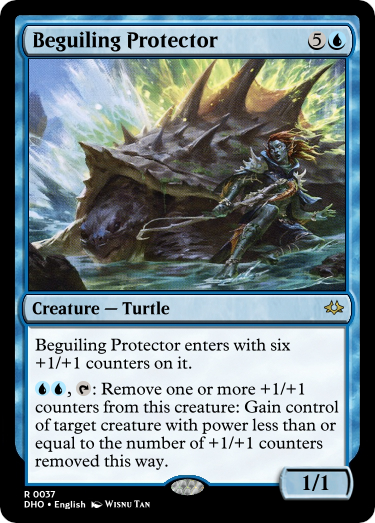 Beguiling Protector 5
Creature — Turtle
Beguiling Protector enters with six
+1/+1 counters on it.
, : Remove one or more +1/+1
counters from this creature: Gain control
of target creature with power less than or
equal to the number of +1/+1 counters
removed this way.
1/1
R 0037
DHO • English Wisnu Tan